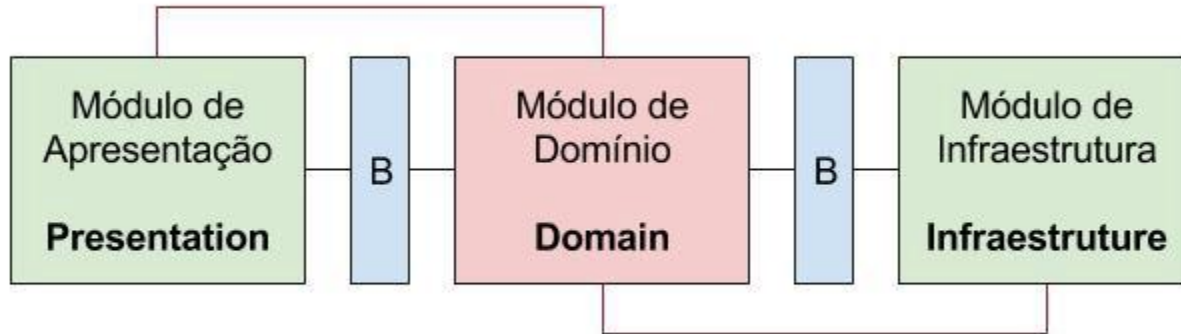 Módulo de
Apresentação
Presentation
B
Módulo de
Domínio
Domain
B
Módulo de
Infraestrutura
Infraestruture